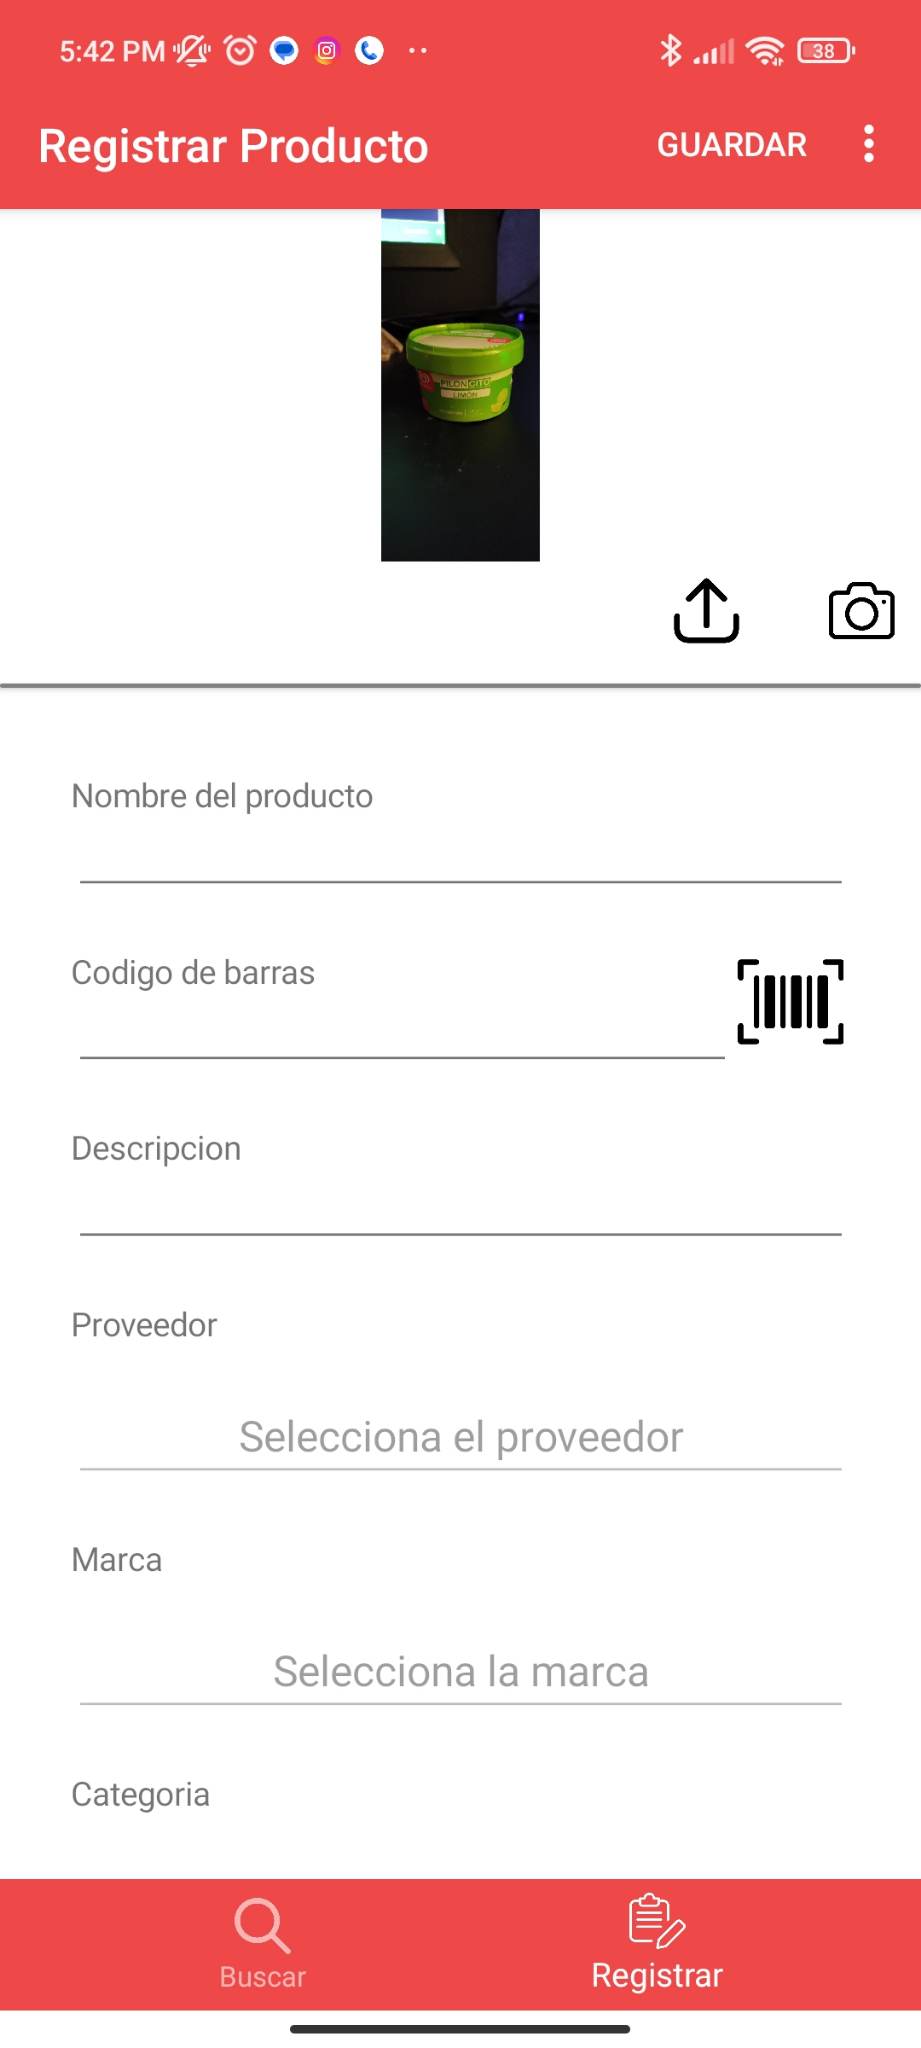 5:42 PM
38
Registrar Producto
GUARDAR
LIMÓN
Nombre del producto
Codigo de barras
Descripcion
Proveedor
Selecciona el proveedor
Marca
Selecciona la marca
Categoria
Buscar
Registrar